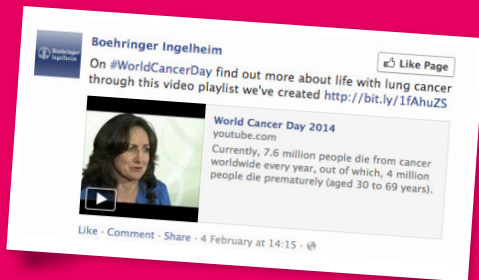 Boehringer
Ingelheim
Boehringer Ingelheim
Like Page
On #WorldCancerDay find out more about life with lung cancer
through this video playlist we've created http://bit.ly/1fAhuZS
World Cancer Day 2014
youtube.com
Currently, 7.6 million people die from cancer
worldwide every year, out of which, 4 million
people die prematurely (aged 30 to 69 years).
Like · Comment · Share · 4 February at 14:15 ·